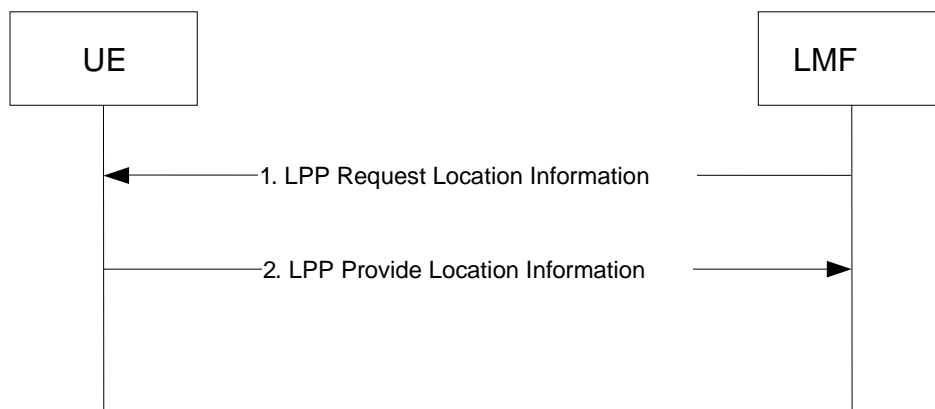 UE
LMF
1. LPP Request Location Information
2. LPP Provide Location Information